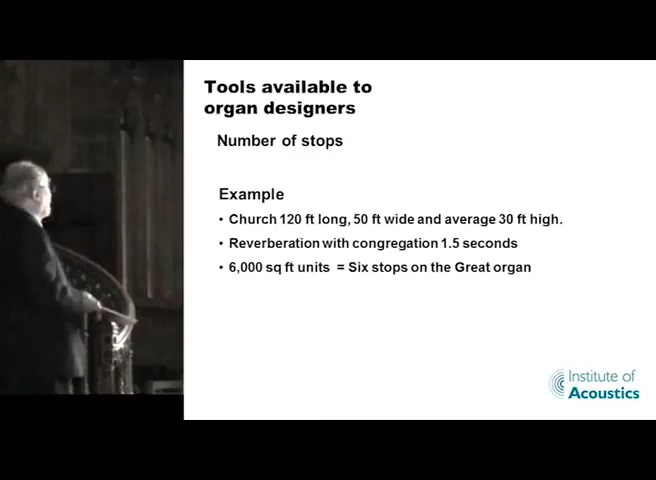 Tools available to
organ designers
Number of stops
Example
• Church 120 ft long, 50 ft wide and average 30 ft high.
• Reverberation with congregation 1.5 seconds
• 6,000 sq ft units = Six stops on the Great organ
Institute of
Acoustics